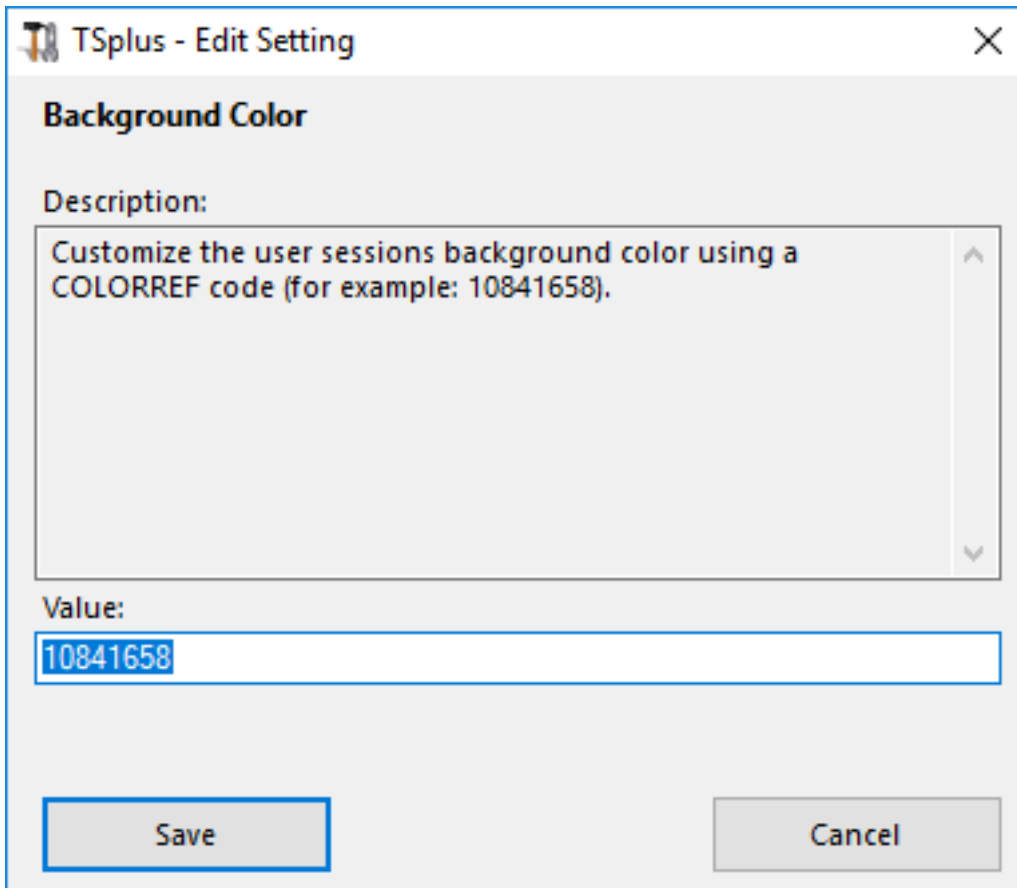 TSplus - Edit Setting
Background Color
Description:
Customize the user sessions background color using a
COLORREF code (for example: 10841658).
Value:
10841658
Save
Cancel